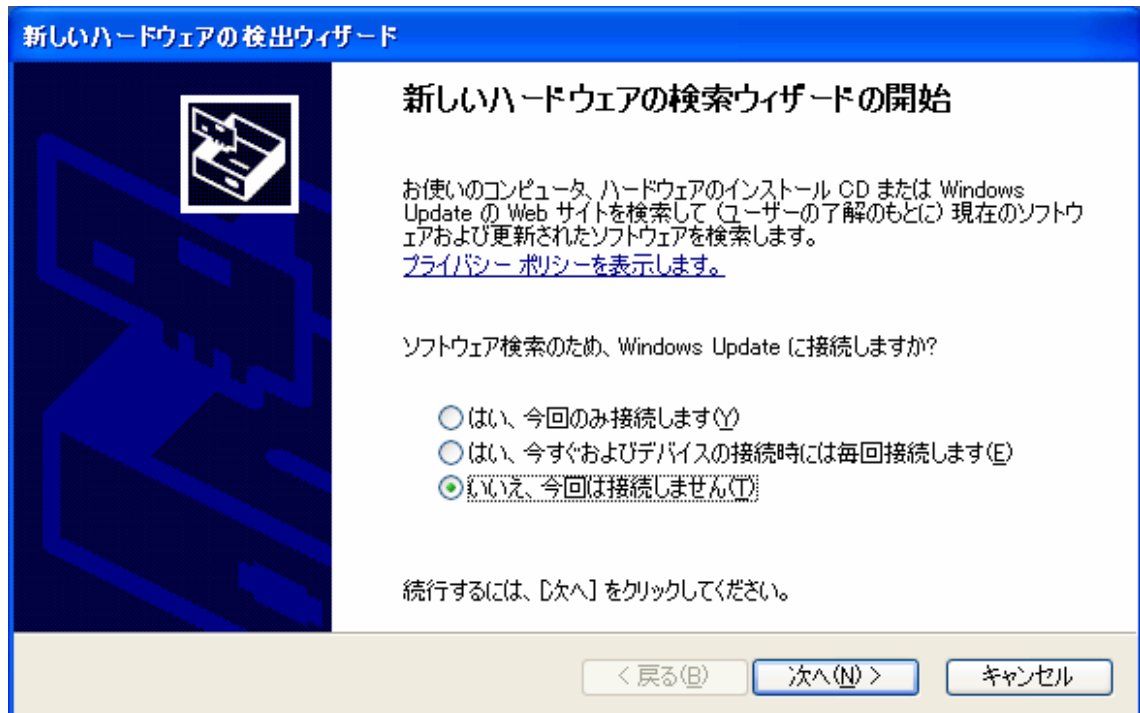 新しいハードウェアの検出ウィザード
新しいハードウェアの検索ウィザードの開始
お使いのコンピュータ、ハードウェアのインストール CD または Windows
Update の Web サイトを検索して (ユーザーの了解のもとに) 現在のソフトウ
ェアおよび更新されたソフトウェアを検索します。
プライバシー ポリシーを表示します。
ソフトウェア検索のため、Windows Update に接続しますか?
はい、今回のみ接続します(Y)
はい、今すぐおよびデバイスの接続時には毎回接続します(E)
いいえ、今回は接続しません(T)
続行するには、[次へ] をクリックしてください。
< 戻る(B) 次へ(N) > キャンセル